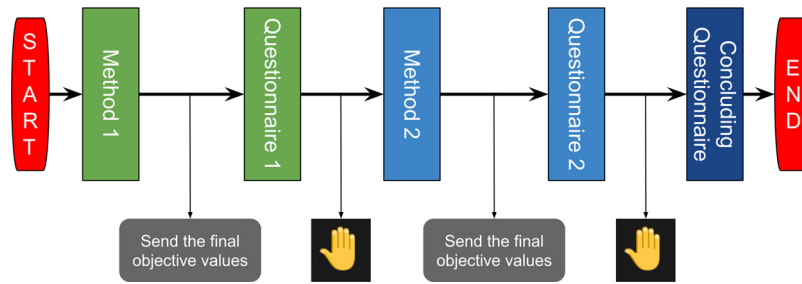 START
Method 1
Questionnaire 1
Method 2
Questionnaire 2
Concluding
Questionnaire
END
Send the final
objective values
Send the final
objective values